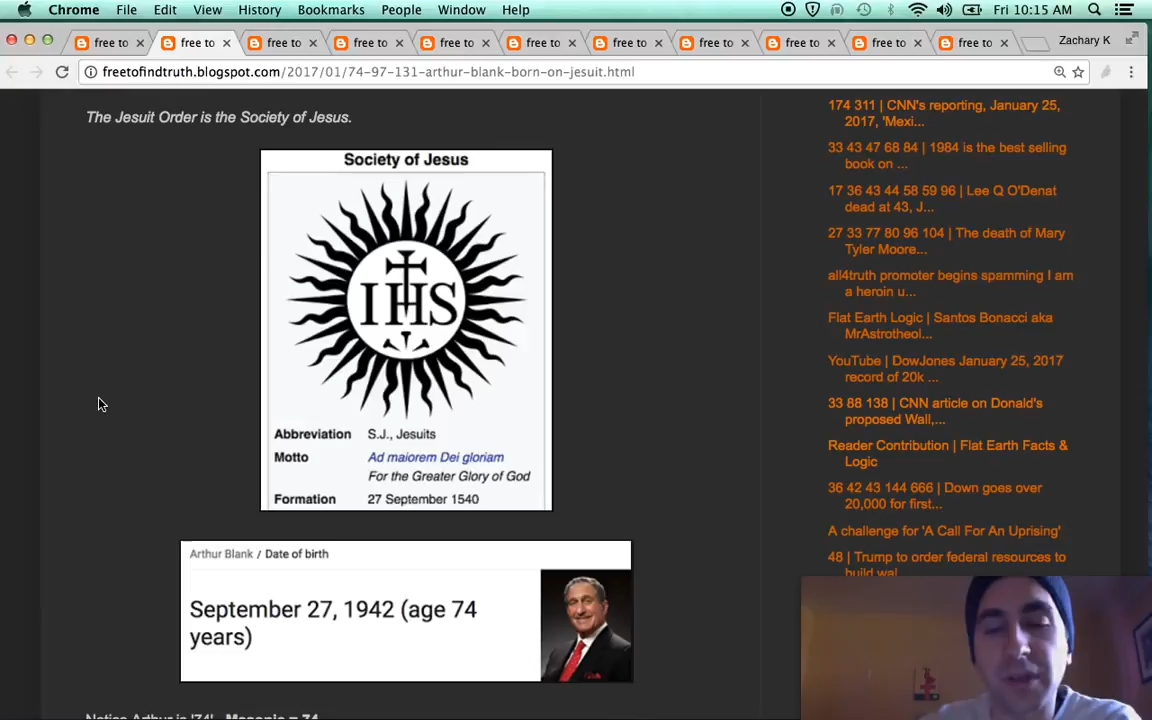 Chrome File Edit View History Bookmarks People Window Help Fri 10:15 AM
free to free to free to free to free to free to free to free to free to free to free to Zachary K
freetofindtruth.blogspot.com/2017/01/74-97-131-arthur-blank-born-on-jesuit.html
The Jesuit Order is the Society of Jesus.
Society of Jesus
IHS
Abbreviation S.J., Jesuits
Motto Ad maiorem Dei gloriam
For the Greater Glory of God
Formation 27 September 1540
Arthur Blank / Date of birth
September 27, 1942 (age 74
years)
Notice Arthur is '74' Masonic = 74
174 311 | CNN's reporting, January 25,
2017, 'Mexi...
33 43 47 68 84 | 1984 is the best selling
book on ...
17 36 43 44 58 59 96 | Lee Q O'Denat
dead at 43, J...
27 33 77 80 96 104 | The death of Mary
Tyler Moore...
all4truth promoter begins spamming I am
a heroin u...
Flat Earth Logic | Santos Bonacci aka
MrAstrotheol...
YouTube | DowJones January 25, 2017
record of 20k ...
33 88 138 | CNN article on Donald's
proposed Wall,...
Reader Contribution | Flat Earth Facts &
Logic
36 42 43 144 666 | Down goes over
20,000 for first...
A challenge for 'A Call For An Uprising'
48 | Trump to order federal resources to
build wal